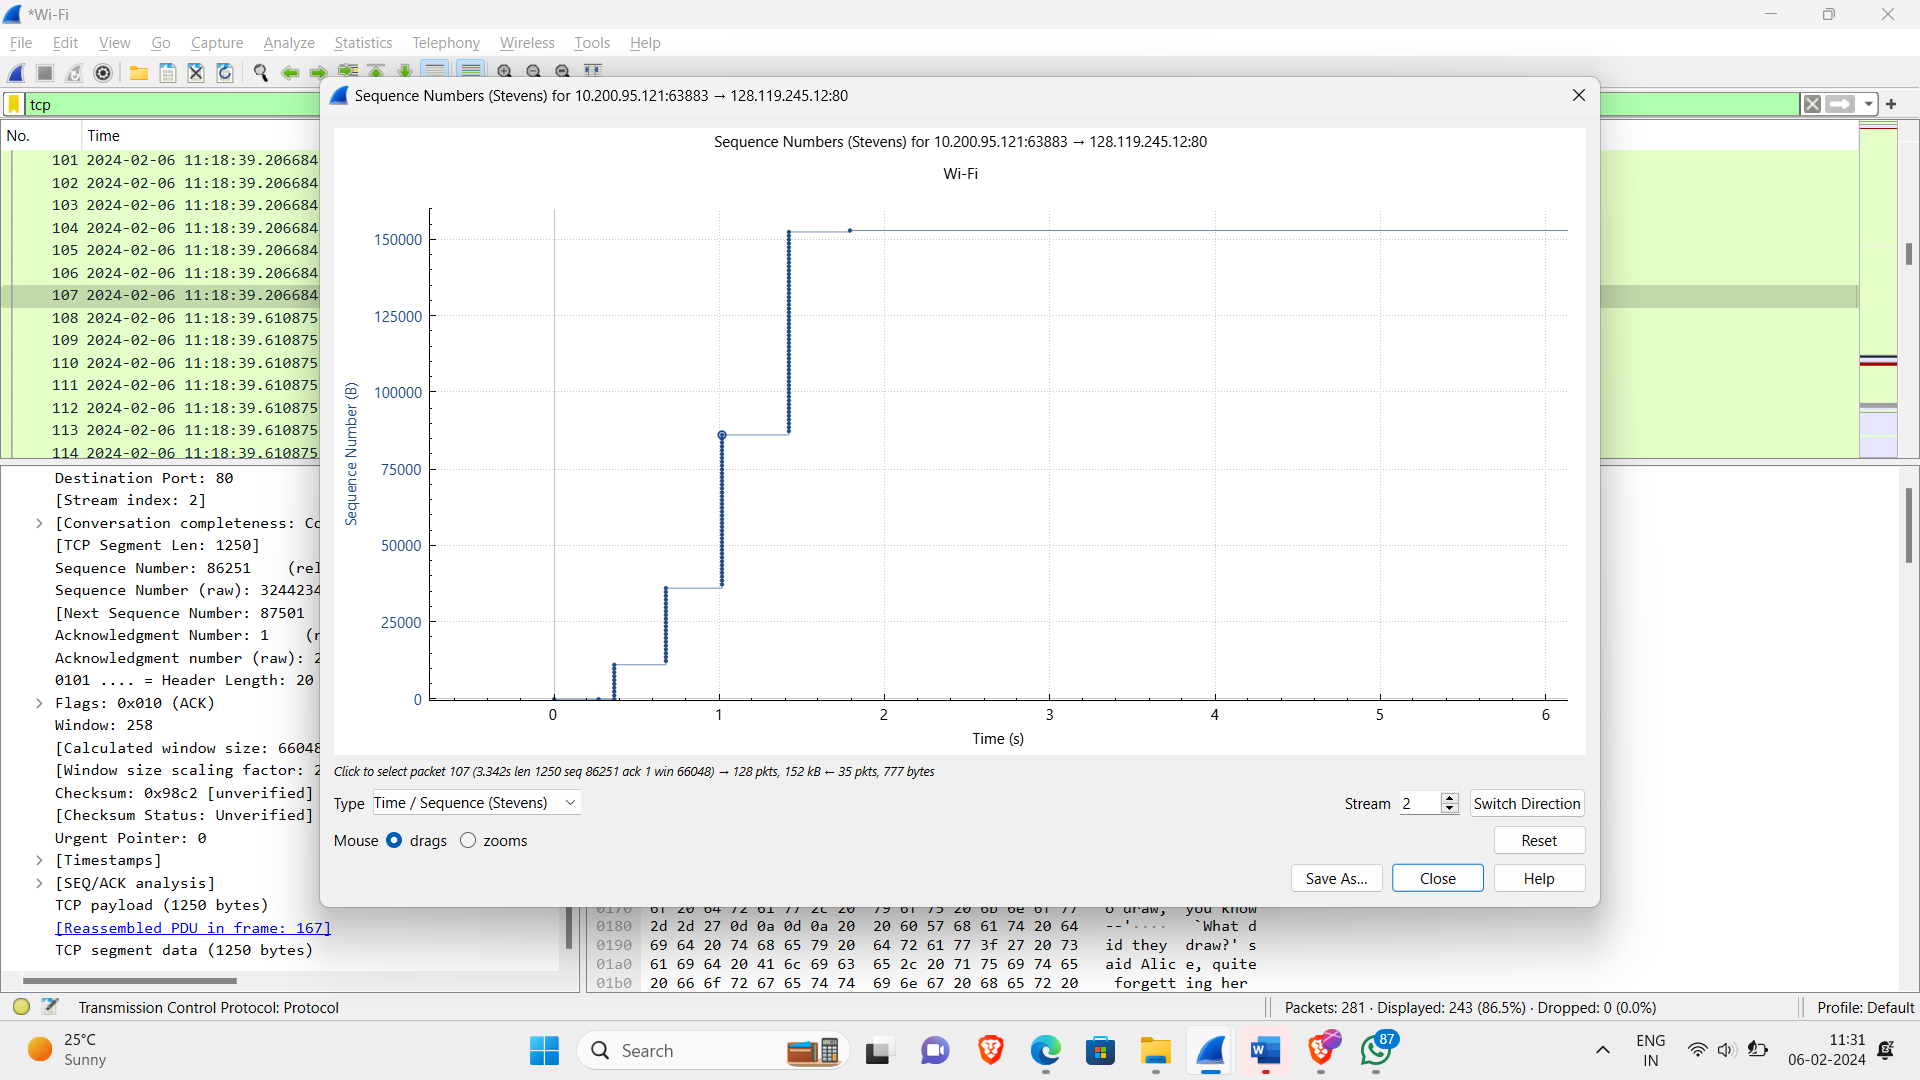 *Wi-Fi
File Edit View Go Capture Analyze Statistics Telephony Wireless Tools Help
tcp
Sequence Numbers (Stevens) for 10.200.95.121:63883 → 128.119.245.12:80
No. Time
101 2024-02-06 11:18:39.206684
102 2024-02-06 11:18:39.206684
103 2024-02-06 11:18:39.206684
104 2024-02-06 11:18:39.206684
105 2024-02-06 11:18:39.206684
106 2024-02-06 11:18:39.206684
107 2024-02-06 11:18:39.206684
108 2024-02-06 11:18:39.610875
109 2024-02-06 11:18:39.610875
110 2024-02-06 11:18:39.610875
111 2024-02-06 11:18:39.610875
112 2024-02-06 11:18:39.610875
113 2024-02-06 11:18:39.610875
114 2024-02-06 11:18:39.610875
Sequence Numbers (Stevens) for 10.200.95.121:63883 → 128.119.245.12:80
Wi-Fi
150000
125000
100000
75000
50000
25000
0
Sequence Number (B)
0 1 2 3 4 5 6
Time (s)
Click to select packet 107 (3.342s len 1250 seq 86251 ack 1 win 66048) → 128 pkts, 152 kB ← 35 pkts, 777 bytes
Type Time / Sequence (Stevens) Stream 2 Switch Direction
Mouse drags zooms Reset
Save As... Close Help
Destination Port: 80
[Stream index: 2]
[Conversation completeness: Co
[TCP Segment Len: 1250]
Sequence Number: 86251 (rel
Sequence Number (raw): 3244234
[Next Sequence Number: 87501
Acknowledgment Number: 1 (r
Acknowledgment number (raw): 2
0101 .... = Header Length: 20
Flags: 0x010 (ACK)
Window: 258
[Calculated window size: 66048
[Window size scaling factor: 2
Checksum: 0x98c2 [unverified]
[Checksum Status: Unverified]
Urgent Pointer: 0
[Timestamps]
[SEQ/ACK analysis]
TCP payload (1250 bytes)
[Reassembled PDU in frame: 167]
TCP segment data (1250 bytes)
0170 6f 20 64 72 61 77 2c 20 79 6f 75 20 6b 6e 6f 77 o draw, you know
0180 2d 2d 27 0d 0a 0d 0a 20 20 60 57 68 61 74 20 64 --'···· `What d
0190 69 64 20 74 68 65 79 20 64 72 61 77 3f 27 20 73 id they draw?' s
01a0 61 69 64 20 41 6c 69 63 65 2c 20 71 75 69 74 65 aid Alic e, quite
01b0 20 66 6f 72 67 65 74 74 69 6e 67 20 68 65 72 20 forgett ing her
Transmission Control Protocol: Protocol Packets: 281 · Displayed: 243 (86.5%) · Dropped: 0 (0.0%) Profile: Default
25°C
Sunny
Search
87
ENG
IN
11:31
06-02-2024